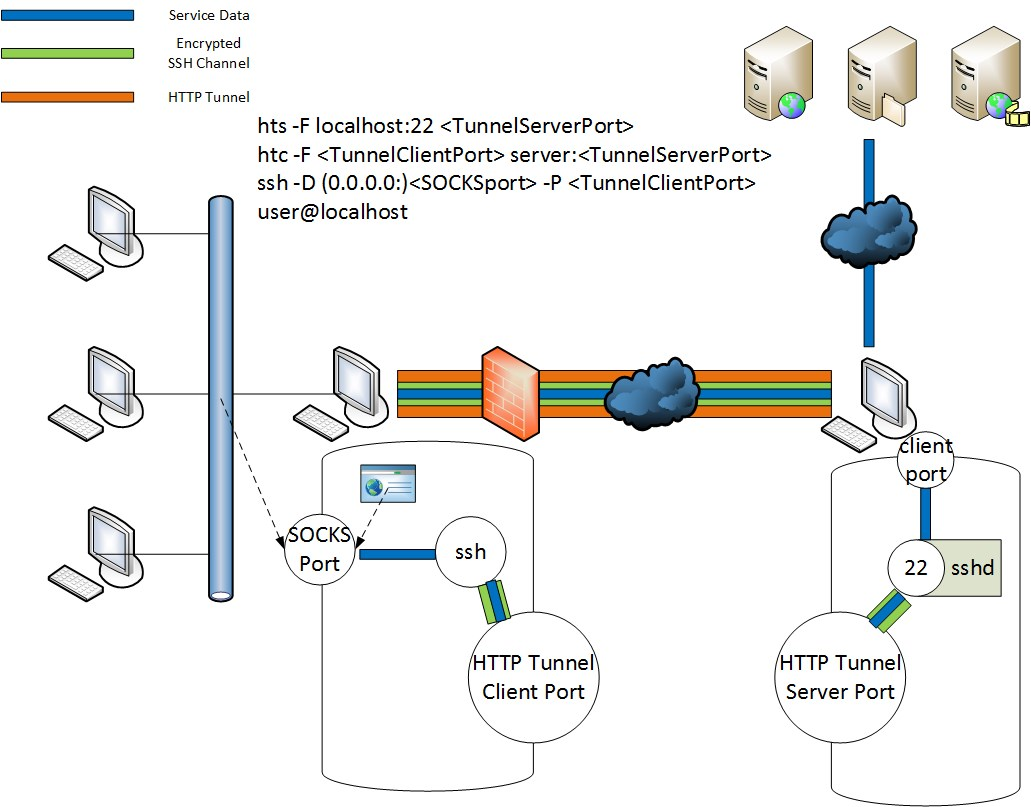 Service Data
Encrypted
SSH Channel
HTTP Tunnel
hts -F localhost:22 <TunnelServerPort>
htc -F <TunnelClientPort> server:<TunnelServerPort>
ssh -D (0.0.0.0:)<SOCKSport> -P <TunnelClientPort>
user@localhost
client
port
SOCKS
Port
ssh
22
sshd
HTTP Tunnel
Client Port
HTTP Tunnel
Server Port